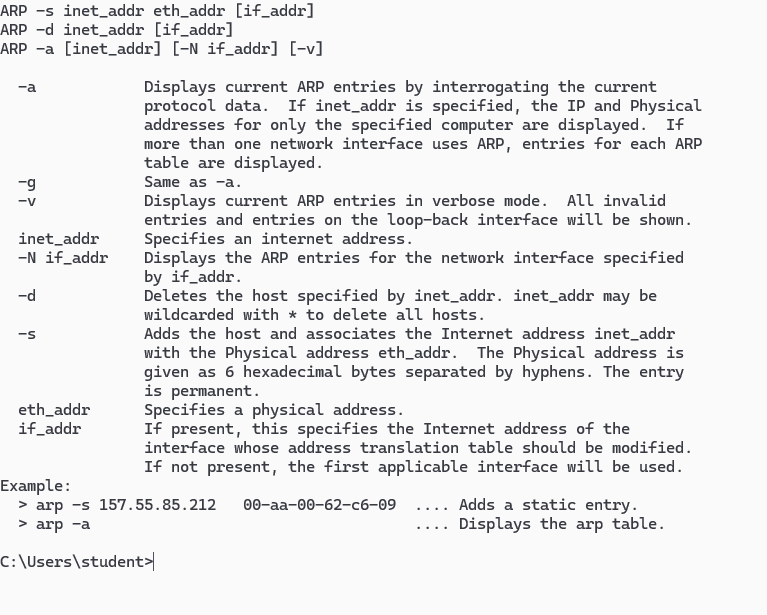 ARP -s inet_addr eth_addr [if_addr]
ARP -d inet_addr [if_addr]
ARP -a [inet_addr] [-N if_addr] [-v]

  -a            Displays current ARP entries by interrogating the current
                protocol data.  If inet_addr is specified, the IP and Physical
                addresses for only the specified computer are displayed.  If
                more than one network interface uses ARP, entries for each ARP
                table are displayed.
  -g            Same as -a.
  -v            Displays current ARP entries in verbose mode.  All invalid
                entries and entries on the loop-back interface will be shown.
  inet_addr     Specifies an internet address.
  -N if_addr    Displays the ARP entries for the network interface specified
                by if_addr.
  -d            Deletes the host specified by inet_addr. inet_addr may be
                wildcarded with * to delete all hosts.
  -s            Adds the host and associates the Internet address inet_addr
                with the Physical address eth_addr.  The Physical address is
                given as 6 hexadecimal bytes separated by hyphens. The entry
                is permanent.
  eth_addr      Specifies a physical address.
  if_addr       If present, this specifies the Internet address of the
                interface whose address translation table should be modified.
                If not present, the first applicable interface will be used.
Example:
  > arp -s 157.55.85.212   00-aa-00-62-c6-09  .... Adds a static entry.
  > arp -a                                    .... Displays the arp table.

C:\Users\student>